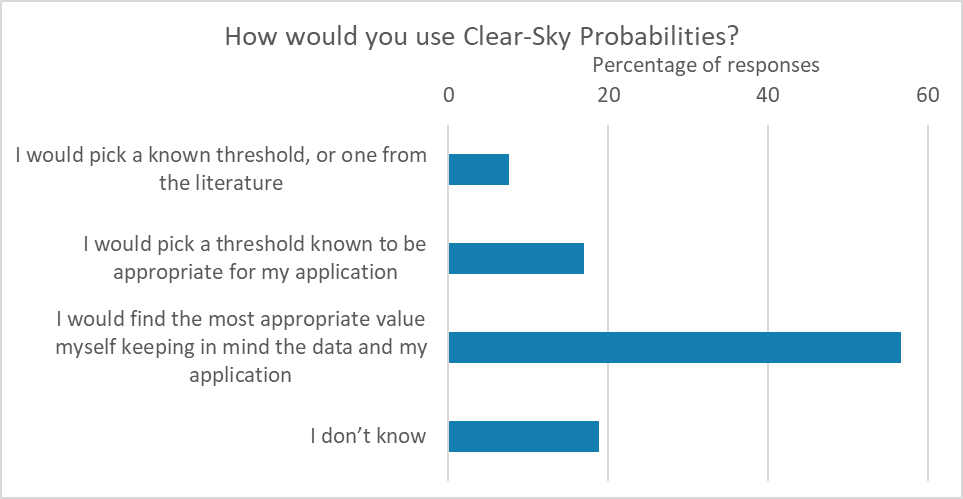 How would you use Clear-Sky Probabilities?
Percentage of responses
0 20 40 60
I would pick a known threshold, or one from
the literature
I would pick a threshold known to be
appropriate for my application
I would find the most appropriate value
myself keeping in mind the data and my
application
I don’t know